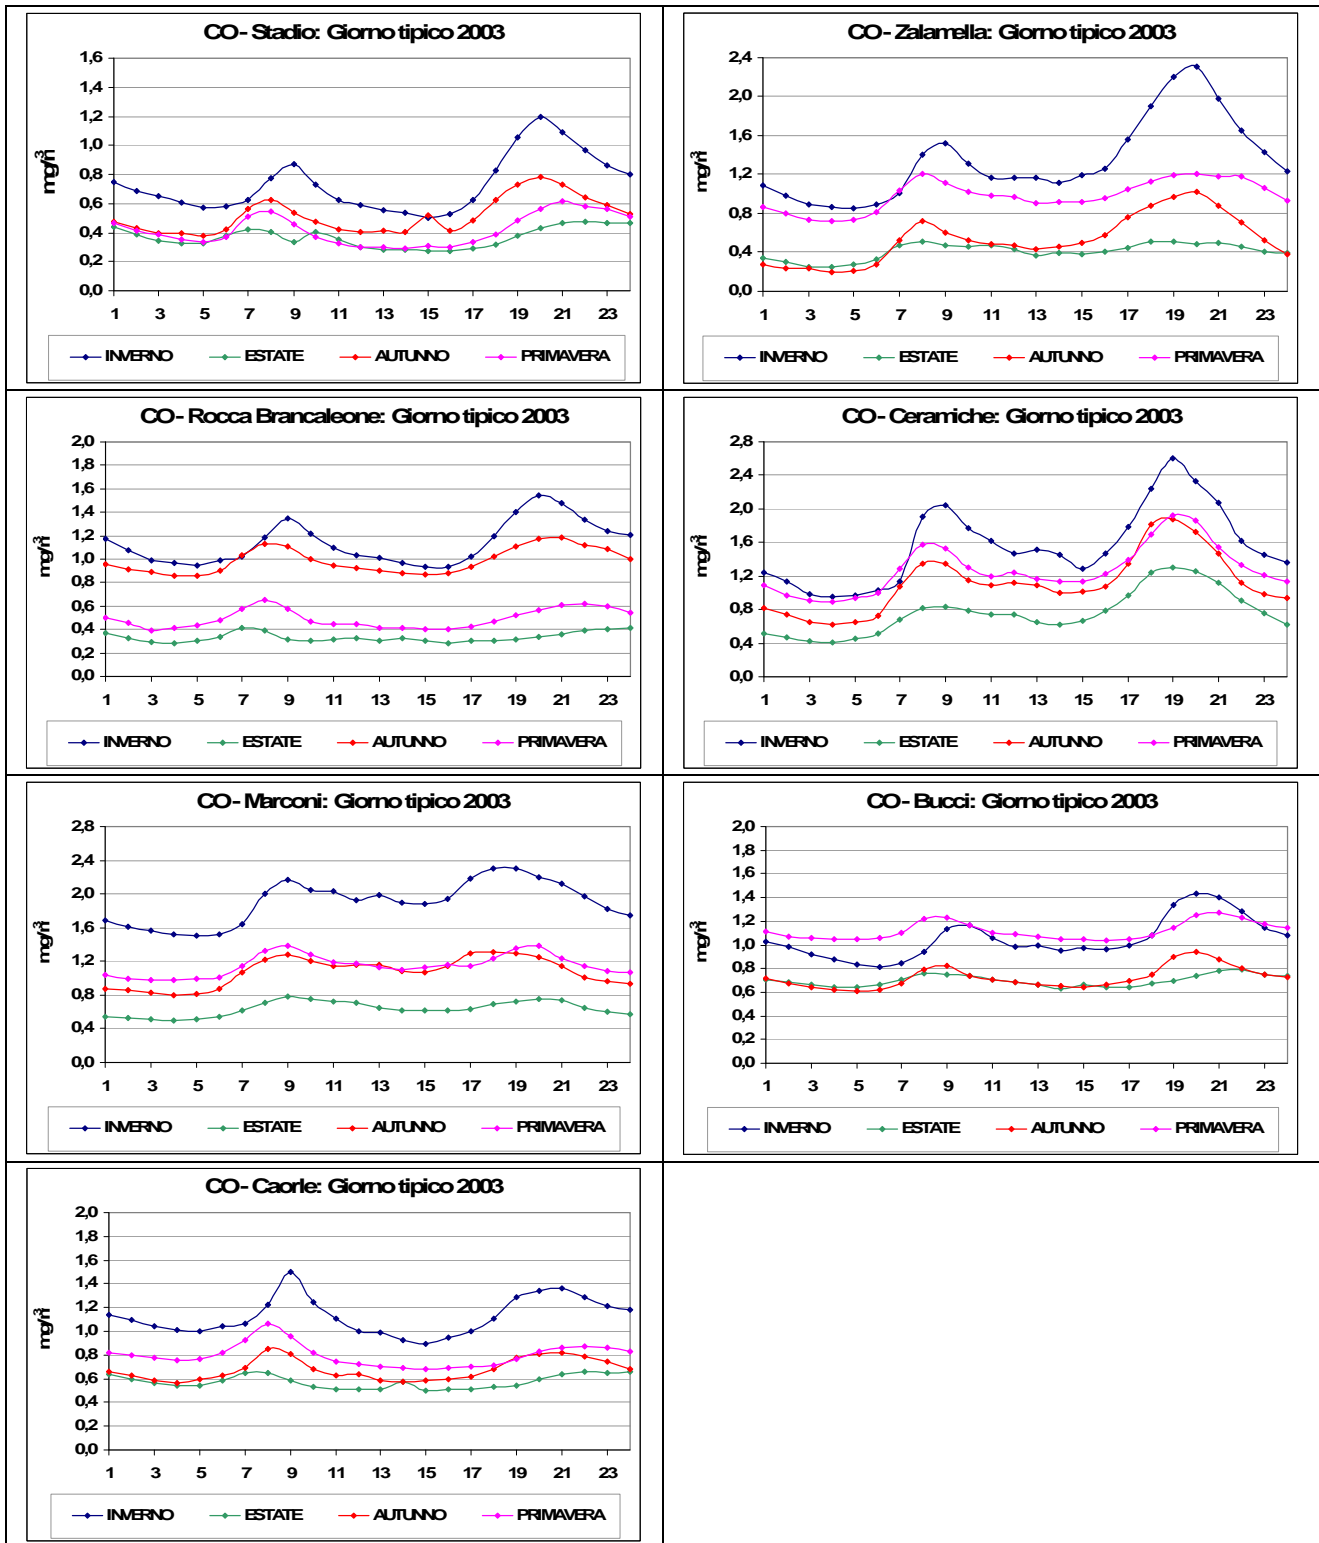 CO - Stadio: Giorno tipico 2003
mg/m³
1,6
1,4
1,2
1,0
0,8
0,6
0,4
0,2
0,0
1 3 5 7 9 11 13 15 17 19 21 23
INVERNO ESTATE AUTUNNO PRIMAVERA
CO - Zalamella: Giorno tipico 2003
mg/m³
2,4
2,0
1,6
1,2
0,8
0,4
0,0
1 3 5 7 9 11 13 15 17 19 21 23
INVERNO ESTATE AUTUNNO PRIMAVERA
CO - Rocca Brancaleone: Giorno tipico 2003
mg/m³
2,0
1,8
1,6
1,4
1,2
1,0
0,8
0,6
0,4
0,2
0,0
1 3 5 7 9 11 13 15 17 19 21 23
INVERNO ESTATE AUTUNNO PRIMAVERA
CO - Ceramiche: Giorno tipico 2003
mg/m³
2,8
2,4
2,0
1,6
1,2
0,8
0,4
0,0
1 3 5 7 9 11 13 15 17 19 21 23
INVERNO ESTATE AUTUNNO PRIMAVERA
CO - Marconi: Giorno tipico 2003
mg/m³
2,8
2,4
2,0
1,6
1,2
0,8
0,4
0,0
1 3 5 7 9 11 13 15 17 19 21 23
INVERNO ESTATE AUTUNNO PRIMAVERA
CO - Bucci: Giorno tipico 2003
mg/m³
2,0
1,8
1,6
1,4
1,2
1,0
0,8
0,6
0,4
0,2
0,0
1 3 5 7 9 11 13 15 17 19 21 23
INVERNO ESTATE AUTUNNO PRIMAVERA
CO - Caorle: Giorno tipico 2003
mg/m³
2,0
1,8
1,6
1,4
1,2
1,0
0,8
0,6
0,4
0,2
0,0
1 3 5 7 9 11 13 15 17 19 21 23
INVERNO ESTATE AUTUNNO PRIMAVERA